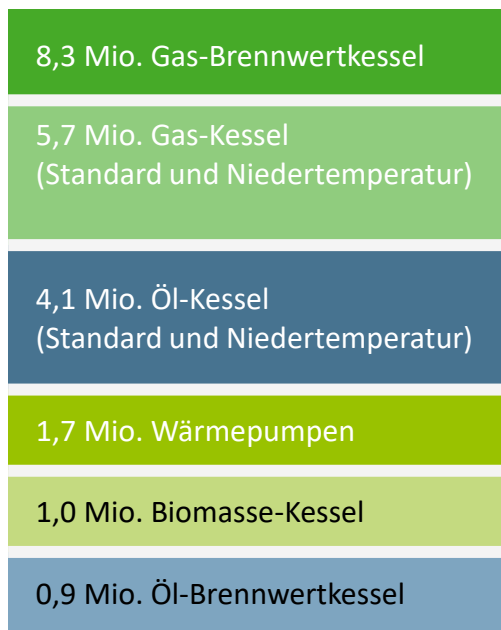 8,3 Mio. Gas-Brennwertkessel
5,7 Mio. Gas-Kessel
(Standard und Niedertemperatur)
4,1 Mio. Öl-Kessel
(Standard und Niedertemperatur)
1,7 Mio. Wärmepumpen
1,0 Mio. Biomasse-Kessel
0,9 Mio. Öl-Brennwertkessel